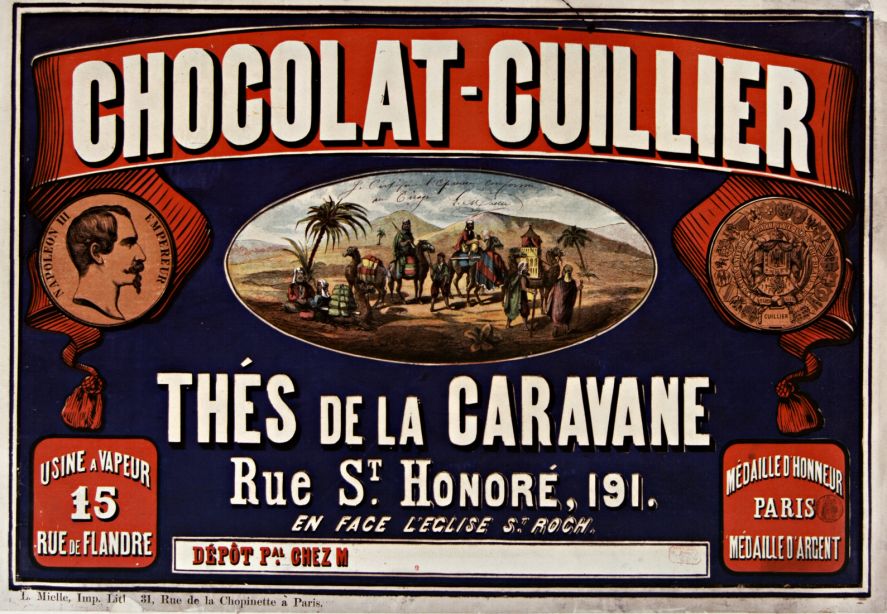 CHOCOLAT-CUILLIER
NAPOLEON III EMPEREUR
CUILLIER
THÉS DE LA CARAVANE
RUE ST. HONORÉ, 191.
EN FACE L'EGLISE ST. ROCH.
USINE A VAPEUR
15
RUE DE FLANDRE
MÉDAILLE D'HONNEUR
PARIS
MÉDAILLE D'ARGENT
DÉPÔT PAL. CHEZ M
L. Mielle, Imp. Lith 31, Rue de la Chopinette à Paris.